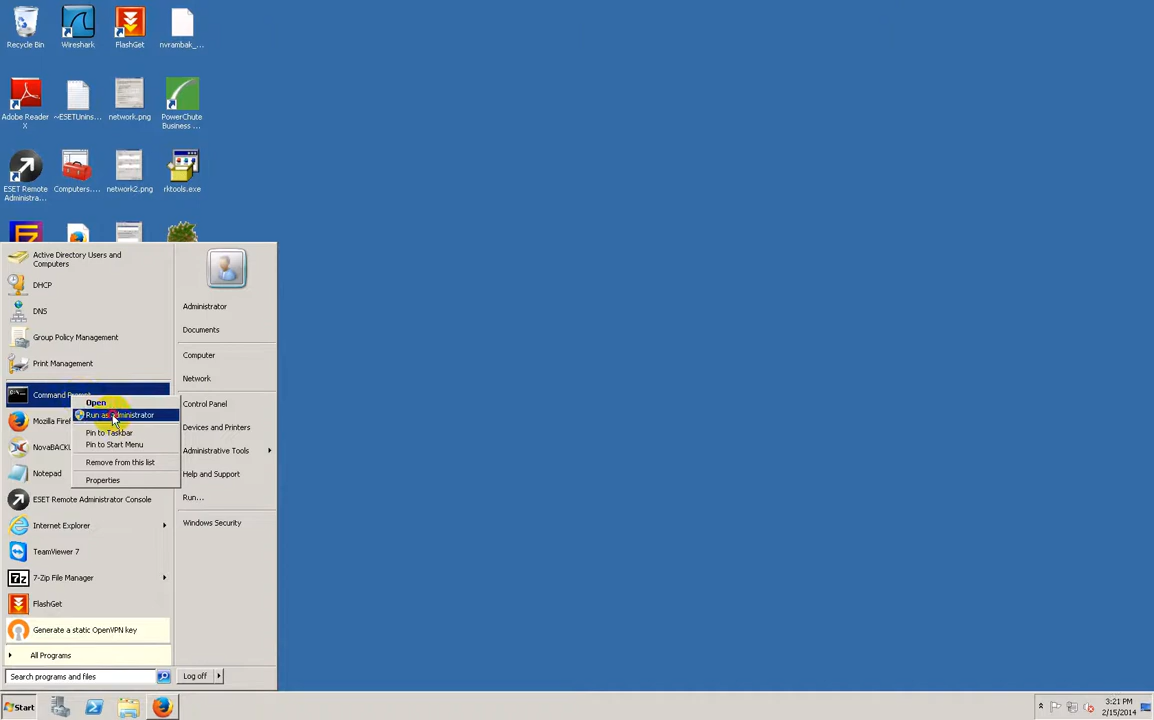 Recycle Bin
Wireshark
FlashGet
nvrambak_...
Adobe Reader
X
~ESETUnins...
network.png
PowerChute
Business ...
ESET Remote
Administra...
Computers....
network2.png
rktools.exe
Active Directory Users and
Computers
DHCP
DNS
Group Policy Management
Print Management
Command Prompt
Mozilla Firef
NovaBACKU
Notepad
ESET Remote Administrator Console
Internet Explorer
TeamViewer 7
7-Zip File Manager
FlashGet
Generate a static OpenVPN key
All Programs
Search programs and files
Open
Run as administrator
Pin to Taskbar
Pin to Start Menu
Remove from this list
Properties
Administrator
Documents
Computer
Network
Control Panel
Devices and Printers
Administrative Tools
Help and Support
Run...
Windows Security
Log off
Start
3:21 PM
2/15/2014